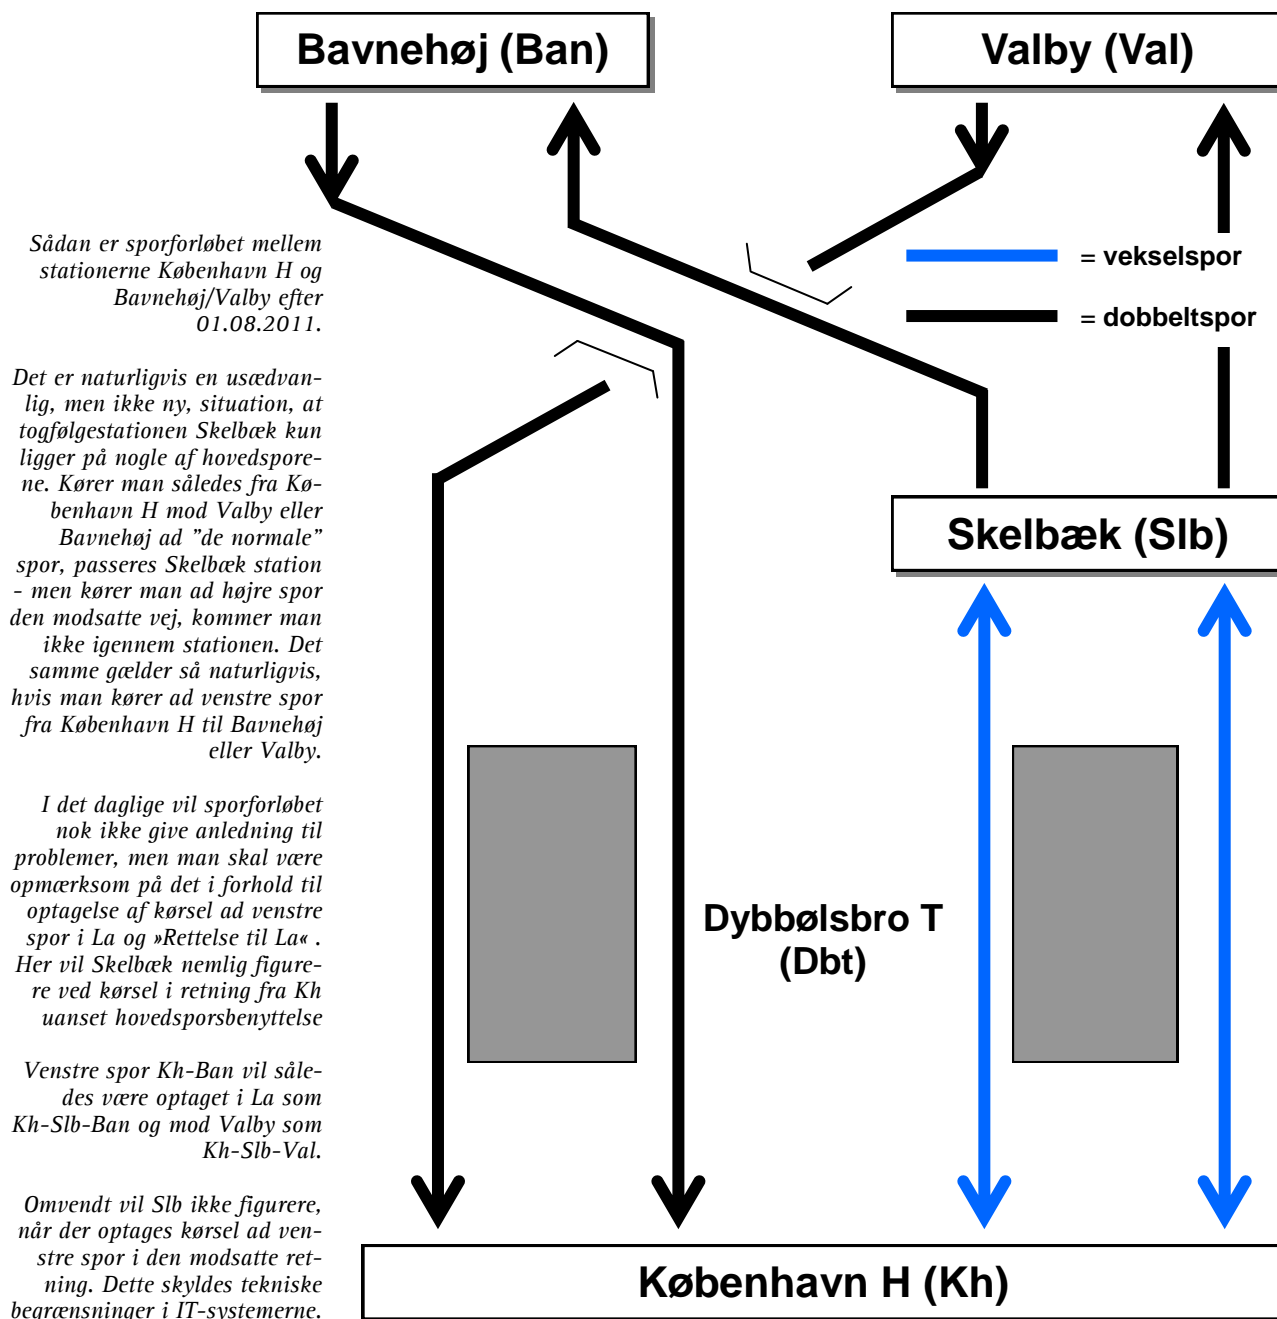 Bavnehøj (Ban)
Valby (Val)
Sådan er sporforløbet mellem
stationerne København H og
Bavnehøj/Valby efter
01.08.2011.
Det er naturligvis en usædvan-
lig, men ikke ny, situation, at
togfølgestationen Skelbæk kun
ligger på nogle af hovedspore-
ne. Kører man således fra Kø-
benhavn H mod Valby eller
Bavnehøj ad ”de normale”
spor, passeres Skelbæk station
- men kører man ad højre spor
den modsatte vej, kommer man
ikke igennem stationen. Det
samme gælder så naturligvis,
hvis man kører ad venstre spor
fra København H til Bavnehøj
eller Valby.
I det daglige vil sporforløbet
nok ikke give anledning til
problemer, men man skal være
opmærksom på det i forhold til
optagelse af kørsel ad venstre
spor i La og »Rettelse til La« .
Her vil Skelbæk nemlig figure-
re ved kørsel i retning fra Kh
uanset hovedsporsbenyttelse
Venstre spor Kh-Ban vil såle-
des være optaget i La som
Kh-Slb-Ban og mod Valby som
Kh-Slb-Val.
Omvendt vil Slb ikke figurere,
når der optages kørsel ad ven-
stre spor i den modsatte ret-
ning. Dette skyldes tekniske
begrænsninger i IT-systemerne.
= vekselspor
= dobbeltspor
Skelbæk (Slb)
Dybbølsbro T
(Dbt)
København H (Kh)